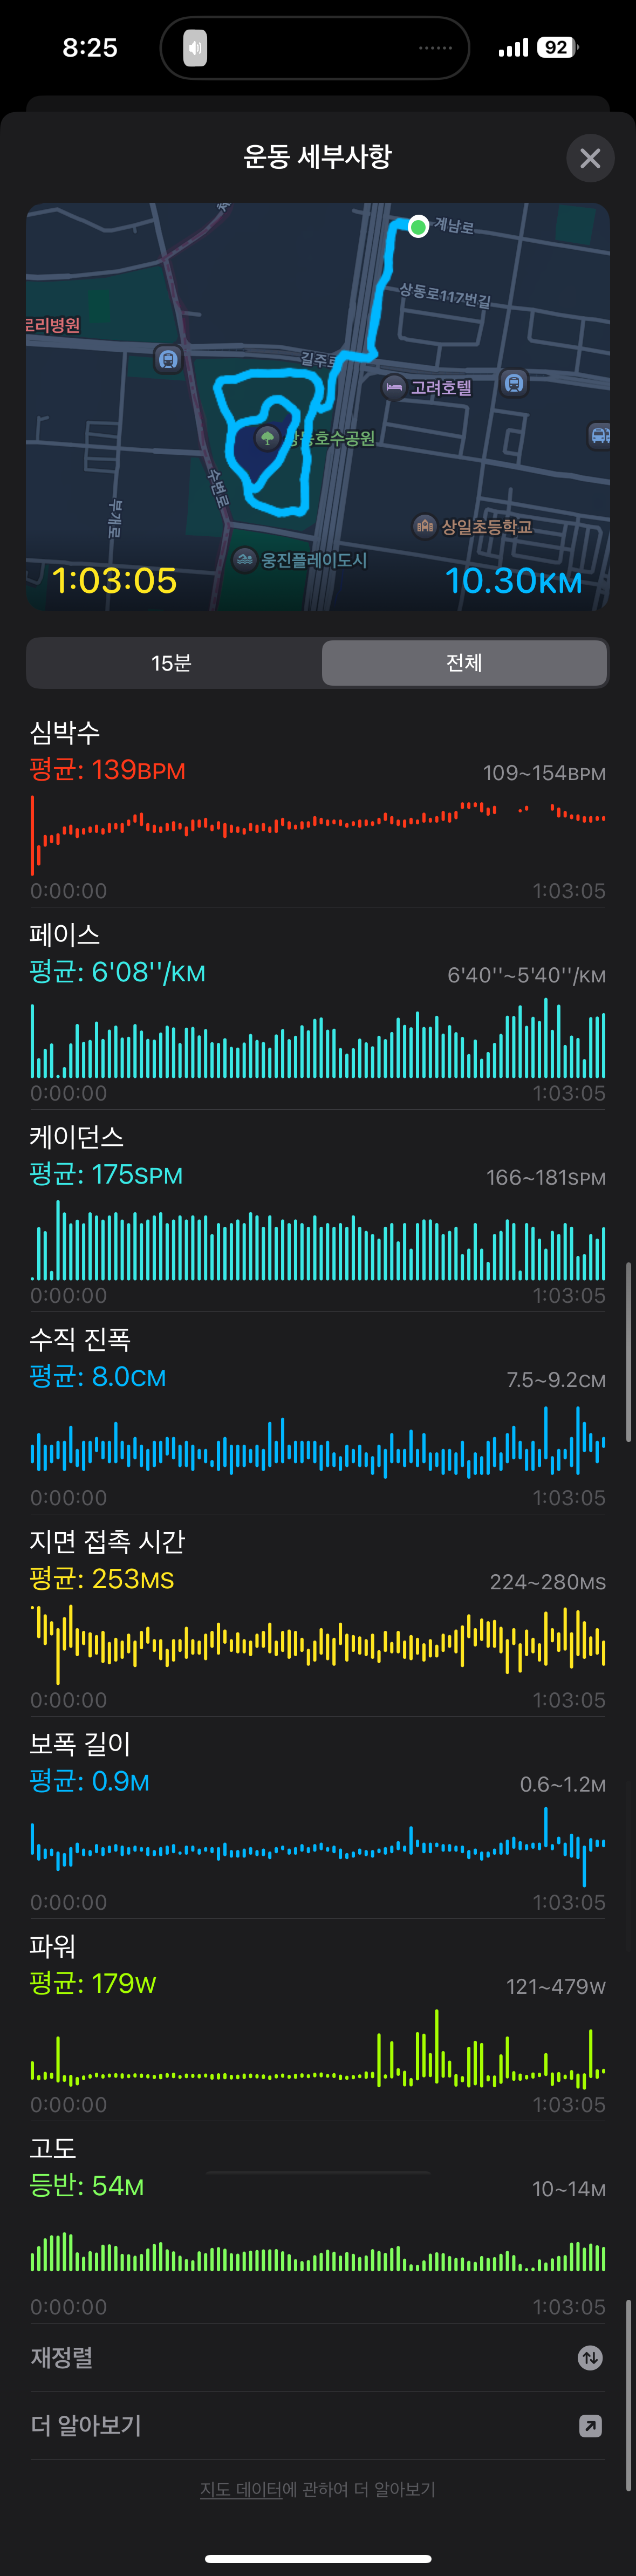 8:25
92
운동 세부사항
계남로
상동로117번길
로리병원
길주로
고려호텔
호수공원
수변로
부개로
상일초등학교
웅진플레이도시
1:03:05
10.30KM
15분
전체
심박수
평균: 139BPM
109~154BPM
0:00:00
1:03:05
페이스
평균: 6'08''/KM
6'40''~5'40''/KM
0:00:00
1:03:05
케이던스
평균: 175SPM
166~181SPM
0:00:00
1:03:05
수직 진폭
평균: 8.0CM
7.5~9.2CM
0:00:00
1:03:05
지면 접촉 시간
평균: 253MS
224~280MS
0:00:00
1:03:05
보폭 길이
평균: 0.9M
0.6~1.2M
0:00:00
1:03:05
파워
평균: 179W
121~479W
0:00:00
1:03:05
고도
등반: 54M
10~14M
0:00:00
1:03:05
재정렬
더 알아보기
지도 데이터에 관하여 더 알아보기